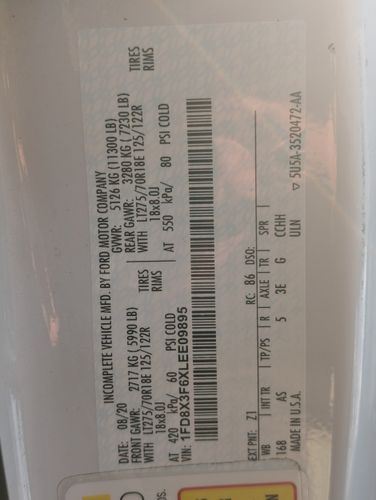 INCOMPLETE VEHICLE MFD. BY FORD MOTOR COMPANY
DATE: 08/20 GVWR: 5126 KG (11300 LB)
FRONT GAWR: 2717 KG ( 5990 LB) REAR GAWR: 3280 KG ( 7230 LB)
WITH LT275/70R18E 125/122R TIRES WITH LT275/70R18E 125/122R TIRES
18x8.0J RIMS 18x8.0J RIMS
AT 420 kPa/ 60 PSI COLD AT 550 kPa/ 80 PSI COLD
VIN: 1FD8X3F6XLEE09895
EXT PNT: Z1 RC: 86 DSO:
WB INT TR TP/PS R AXLE TR SPR
168 AS 5 3E G CCHH
MADE IN U.S.A. ULN
▽ 5U5A-3520472-AA
bs.